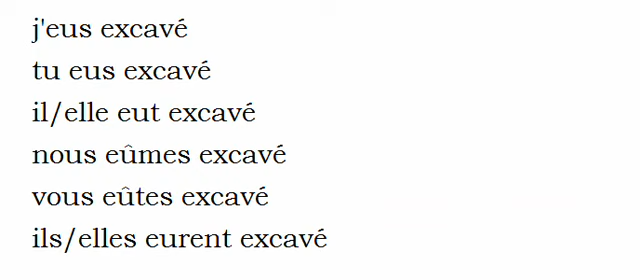 j'eus excavé
tu eus excavé
il/elle eut excavé
nous eûmes excavé
vous eûtes excavé
ils/elles eurent excavé